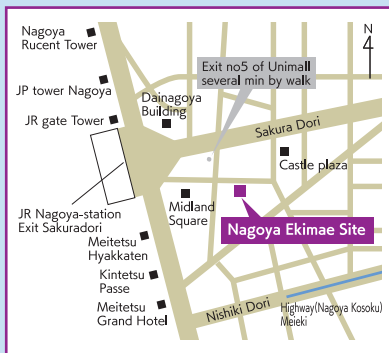 Nagoya
Rucent Tower
N
JP tower Nagoya
Exit no5 of Unimall
several min by walk
Dainagoya
Building
JR gate Tower
Sakura Dori
Castle plaza
JR Nagoya-station
Exit Sakuradori
Midland
Square
Nagoya Ekimae Site
Meitetsu
Hyakkaten
Kintetsu
Passe
Meitetsu
Grand Hotel
Nishiki Dori
Highway(Nagoya Kosoku)
Meieki